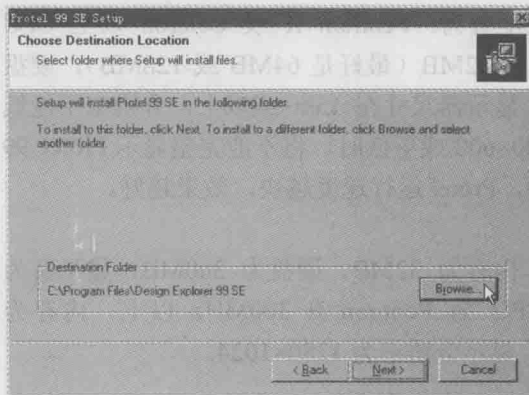 Protel 99 SE Setup
Choose Destination Location
Select folder where Setup will install files.
Setup will install Protel 99 SE in the following folder.
To install to this folder, click Next. To install to a different folder, click Browse and select
another folder.
Destination Folder
C:\Program Files\Design Explorer 99 SE
Browse...
< Back
Next >
Cancel